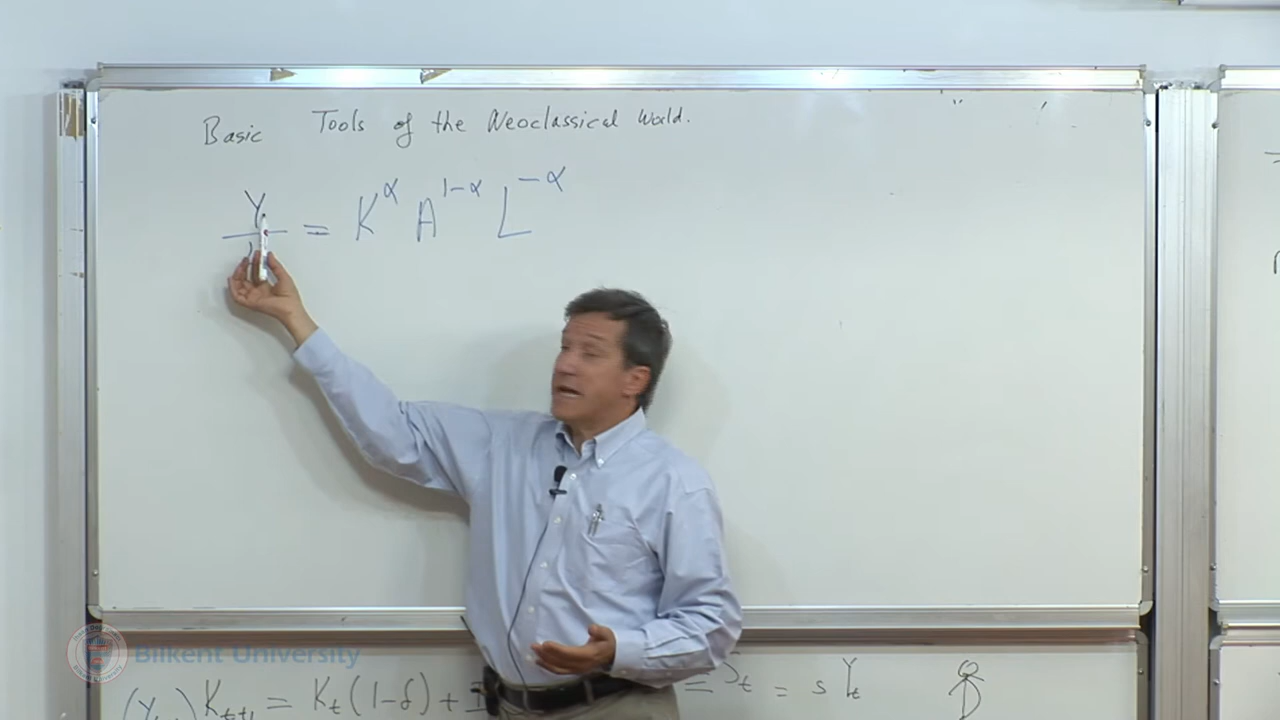 Basic Tools of the Neoclassical World.
Y = K^α A^{1-α} L^{-α}
Bilkent University
K_{t+1} = K_t(1-δ)+
= S_t = s Y_t